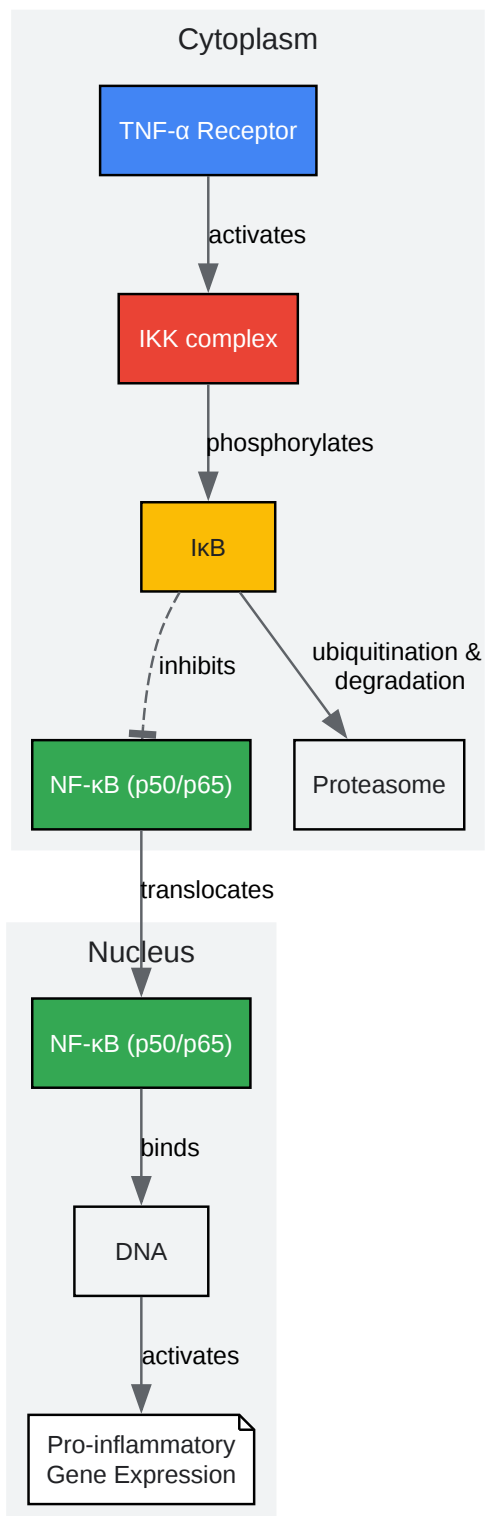 Cytoplasm
TNF-α Receptor
activates
IKK complex
phosphorylates
IκB
inhibits
ubiquitination &
degradation
NF-κB (p50/p65)
Proteasome
translocates
Nucleus
NF-κB (p50/p65)
binds
DNA
activates
Pro-inflammatory
Gene Expression